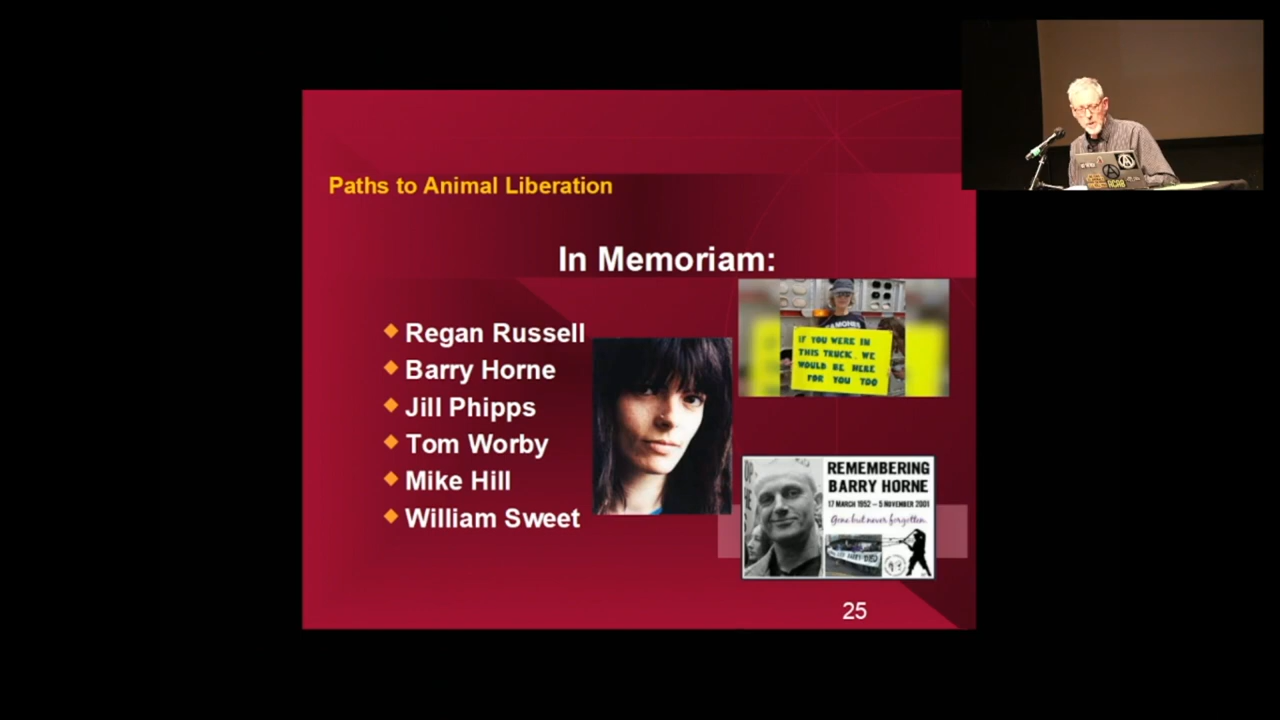 Paths to Animal Liberation
In Memoriam:
Regan Russell
Barry Horne
Jill Phipps
Tom Worby
Mike Hill
William Sweet
IF YOU WERE IN
THIS TRUCK, WE
WOULD BE HERE
FOR YOU TOO
REMEMBERING
BARRY HORNE
17 MARCH 1952 – 5 NOVEMBER 2001
Gone but never forgotten.
25
ACAB